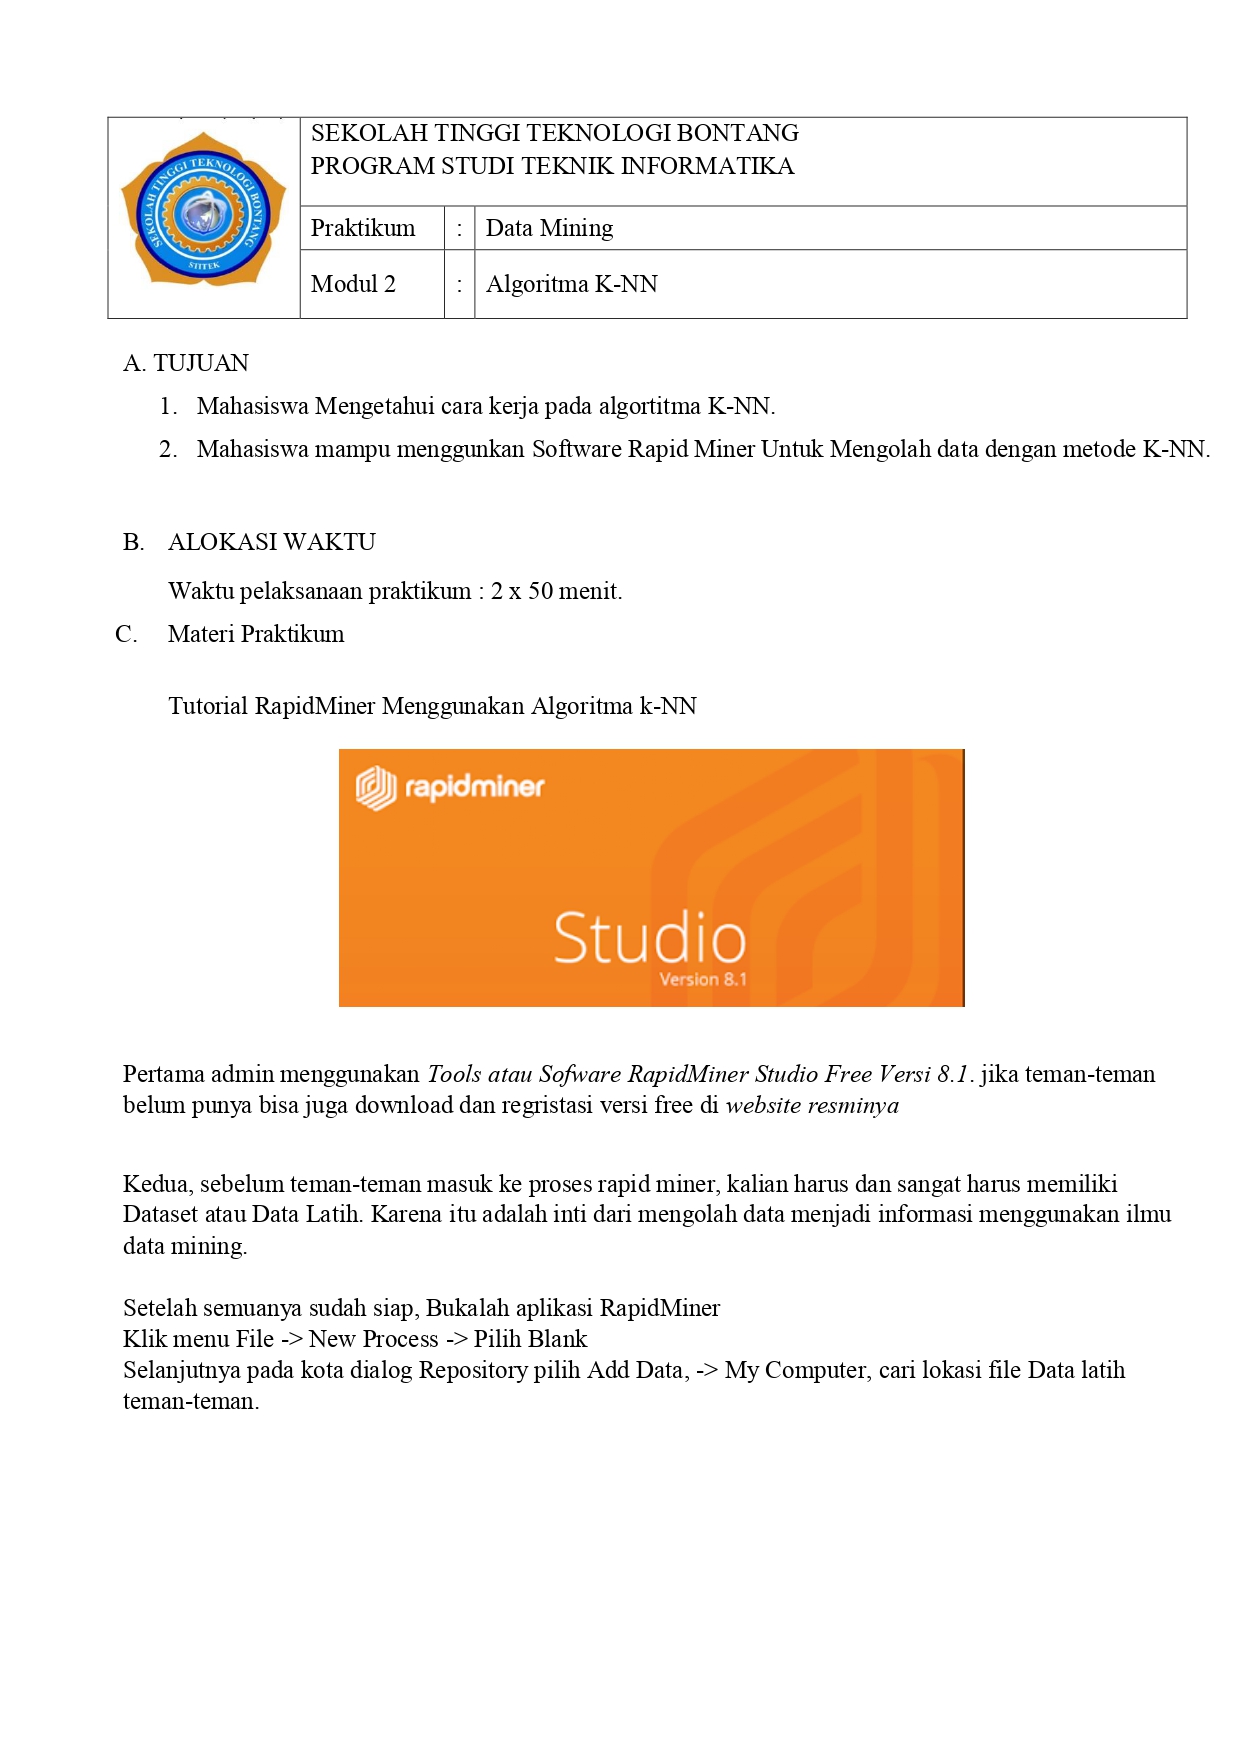 SEKOLAH TINGGI TEKNOLOGI BONTANG
STITEK
SEKOLAH TINGGI TEKNOLOGI BONTANG
PROGRAM STUDI TEKNIK INFORMATIKA
Praktikum : Data Mining
Modul 2 : Algoritma K-NN
A. TUJUAN
1. Mahasiswa Mengetahui cara kerja pada algortitma K-NN.
2. Mahasiswa mampu menggunkan Software Rapid Miner Untuk Mengolah data dengan metode K-NN.
B. ALOKASI WAKTU
Waktu pelaksanaan praktikum : 2 x 50 menit.
C. Materi Praktikum
Tutorial RapidMiner Menggunakan Algoritma k-NN
rapidminer
Studio
Version 8.1
Pertama admin menggunakan Tools atau Sofware RapidMiner Studio Free Versi 8.1. jika teman-teman
belum punya bisa juga download dan regristasi versi free di website resminya
Kedua, sebelum teman-teman masuk ke proses rapid miner, kalian harus dan sangat harus memiliki
Dataset atau Data Latih. Karena itu adalah inti dari mengolah data menjadi informasi menggunakan ilmu
data mining.
Setelah semuanya sudah siap, Bukalah aplikasi RapidMiner
Klik menu File -> New Process -> Pilih Blank
Selanjutnya pada kota dialog Repository pilih Add Data, -> My Computer, cari lokasi file Data latih
teman-teman.